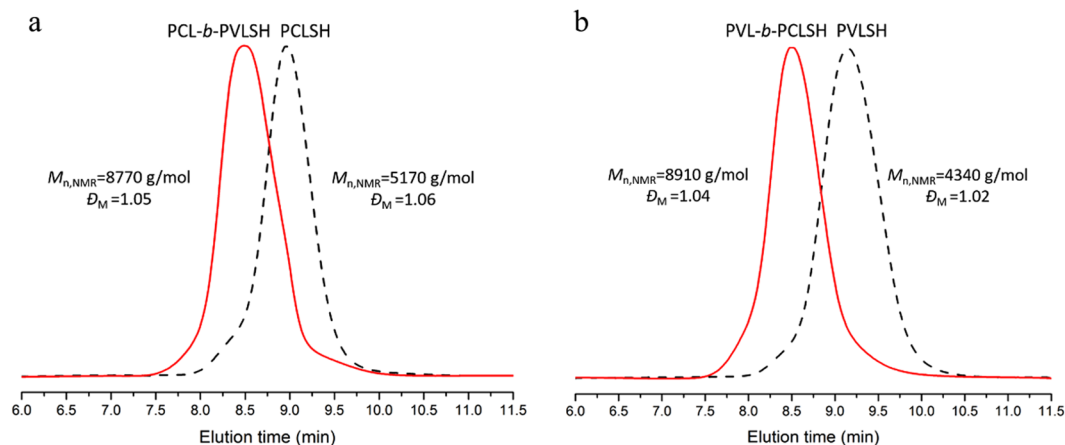 a
PCL-b-PVLSH PCLSH
Mn,NMR=8770 g/mol
ĐM =1.05
Mn,NMR=5170 g/mol
ĐM =1.06
6.0 6.5 7.0 7.5 8.0 8.5 9.0 9.5 10.0 10.5 11.0 11.5
Elution time (min)
b
PVL-b-PCLSH PVLSH
Mn,NMR=8910 g/mol
ĐM =1.04
Mn,NMR=4340 g/mol
ĐM =1.02
6.0 6.5 7.0 7.5 8.0 8.5 9.0 9.5 10.0 10.5 11.0 11.5
Elution time (min)